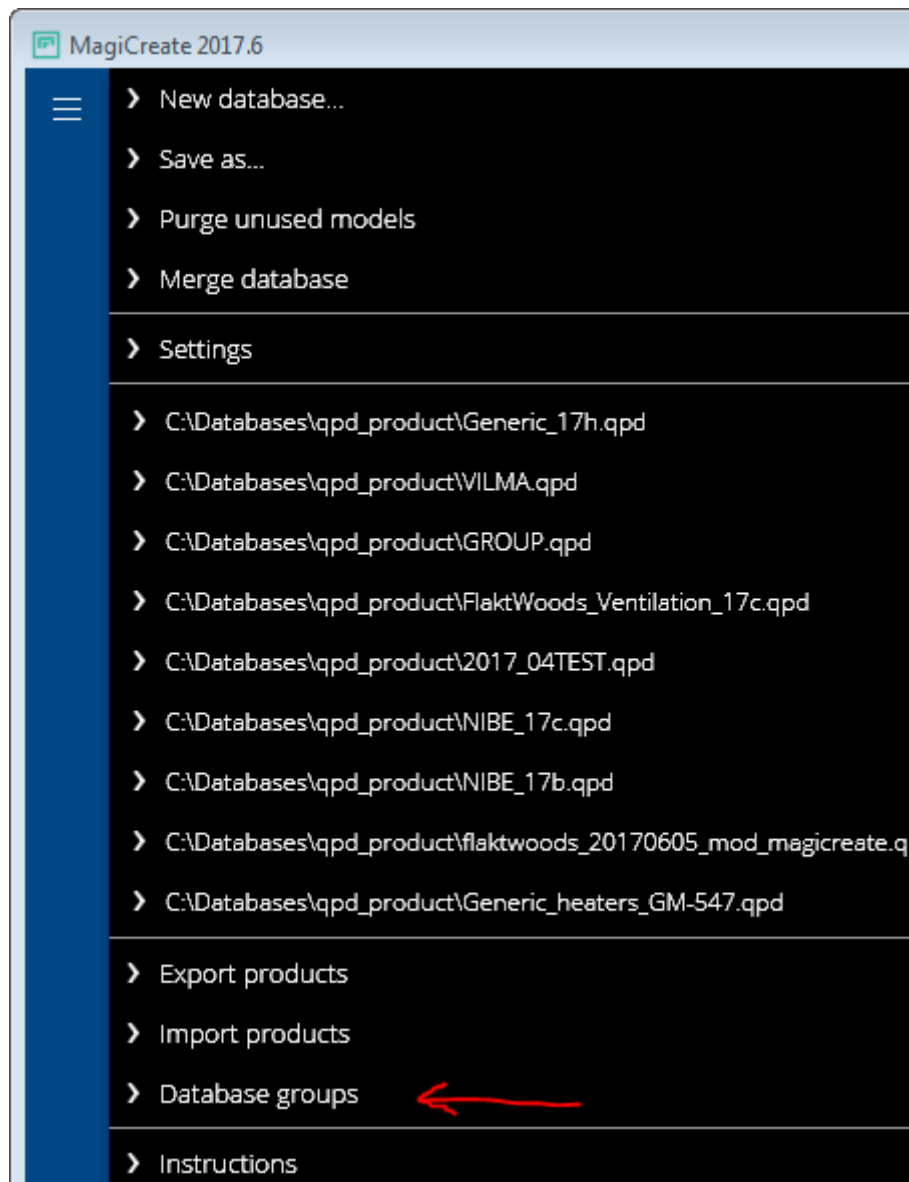 MagiCreate 2017.6
New database...
Save as...
Purge unused models
Merge database
Settings
C:\Databases\qpd_product\Generic_17h.qpd
C:\Databases\qpd_product\VILMA.qpd
C:\Databases\qpd_product\GROUP.qpd
C:\Databases\qpd_product\FlaktWoods_Ventilation_17c.qpd
C:\Databases\qpd_product\2017_04TEST.qpd
C:\Databases\qpd_product\NIBE_17c.qpd
C:\Databases\qpd_product\NIBE_17b.qpd
C:\Databases\qpd_product\flaktwoods_20170605_mod_magicreate.q
C:\Databases\qpd_product\Generic_heaters_GM-547.qpd
Export products
Import products
Database groups
Instructions